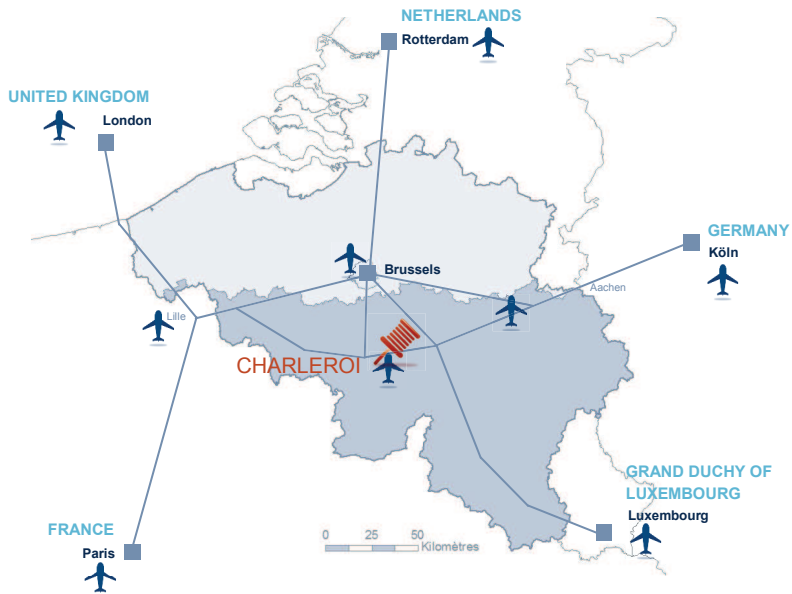 NETHERLANDS
Rotterdam
UNITED KINGDOM
London
GERMANY
Köln
Brussels
Aachen
Lille
CHARLEROI
GRAND DUCHY OF
LUXEMBOURG
Luxembourg
FRANCE
Paris
0 25 50
Kilomètres